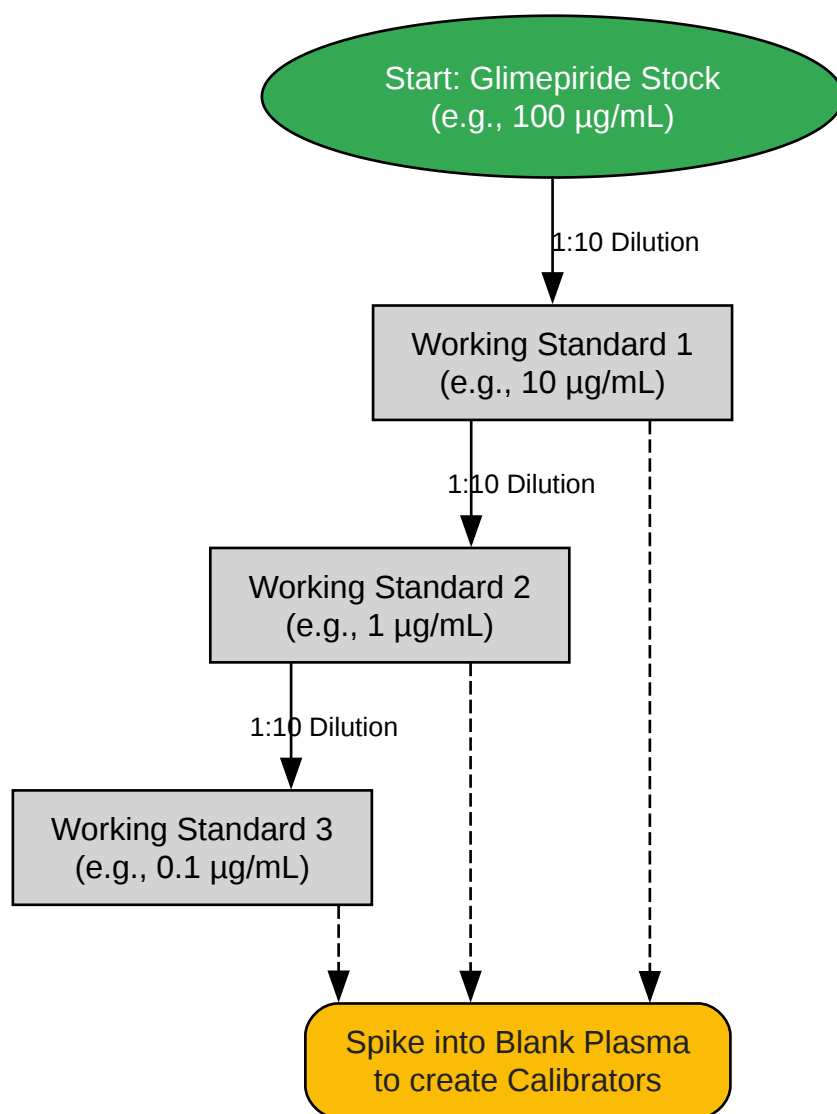 Start: Glimepiride Stock
(e.g., 100 µg/mL)
1:10 Dilution
Working Standard 1
(e.g., 10 µg/mL)
1:10 Dilution
Working Standard 2
(e.g., 1 µg/mL)
1:10 Dilution
Working Standard 3
(e.g., 0.1 µg/mL)
Spike into Blank Plasma
to create Calibrators